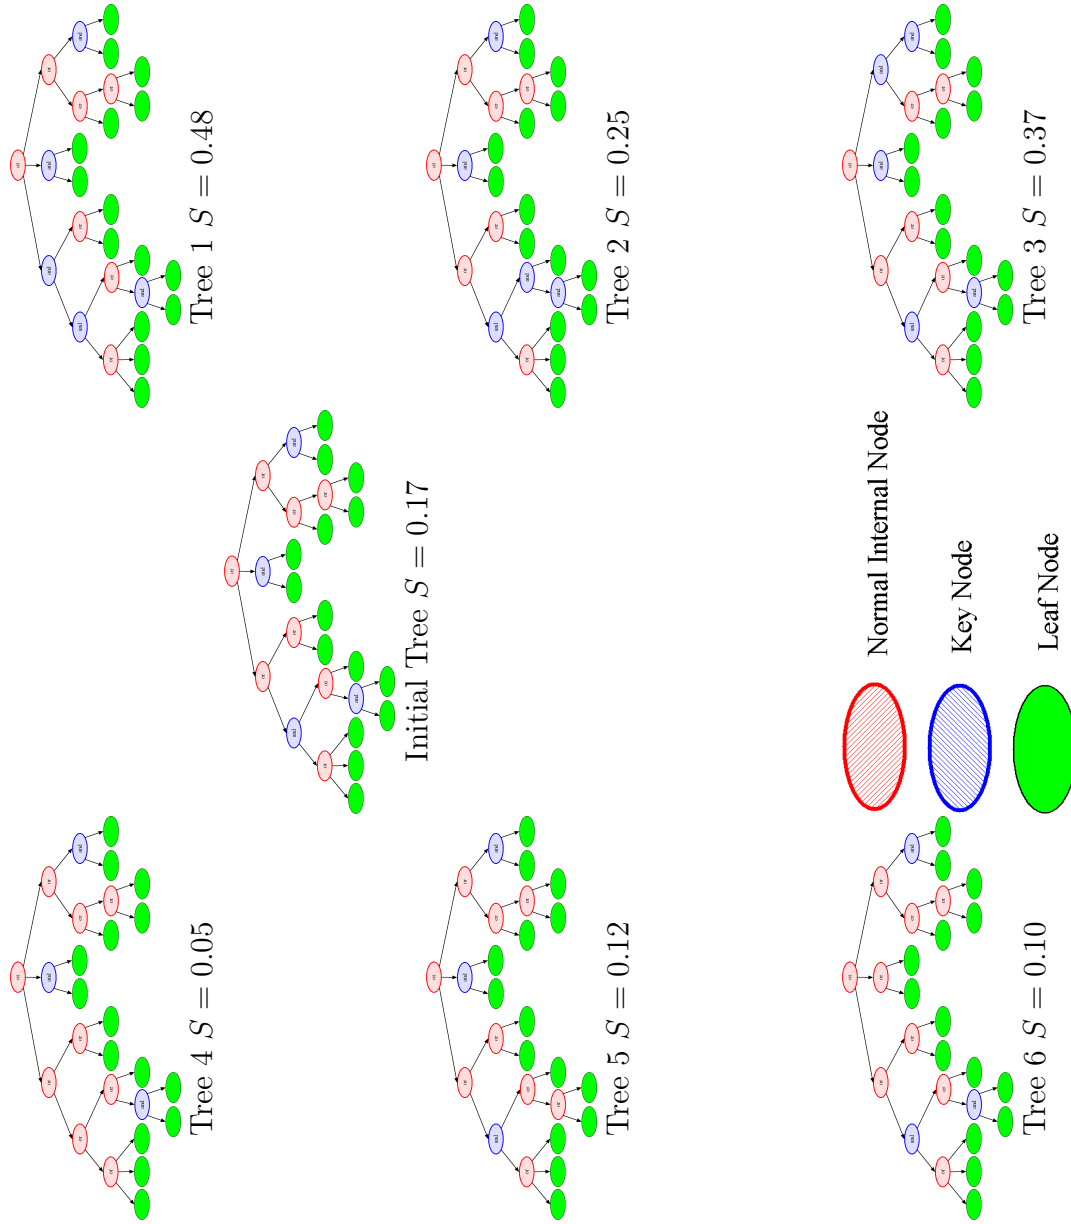 Tree 1 S = 0.48
Tree 2 S = 0.25
Tree 3 S = 0.37
Initial Tree S = 0.17
Normal Internal Node
Key Node
Leaf Node
Tree 4 S = 0.05
Tree 5 S = 0.12
Tree 6 S = 0.10